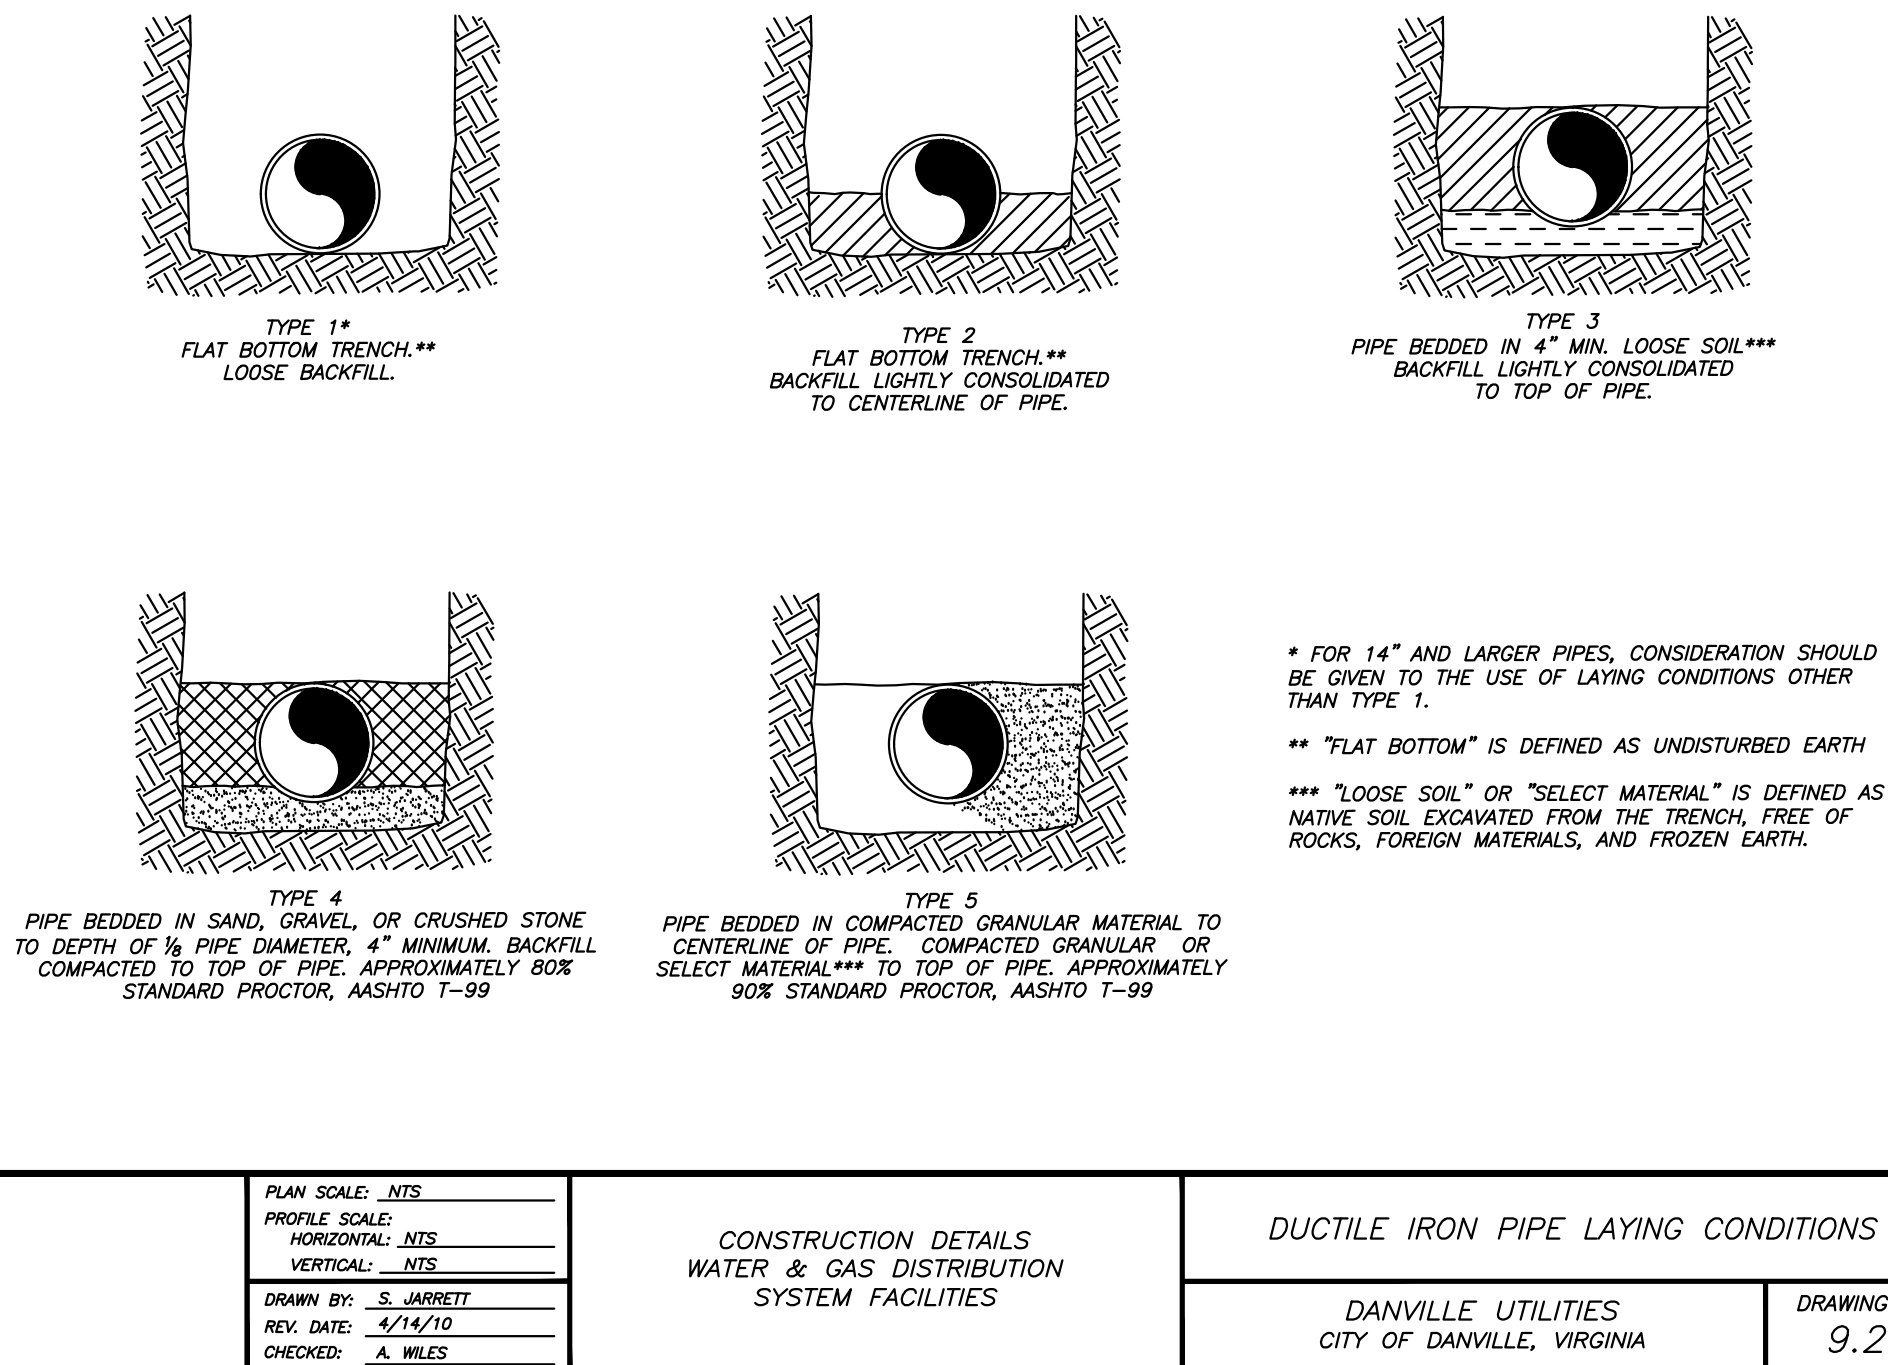 TYPE 1*
FLAT BOTTOM TRENCH.**
LOOSE BACKFILL.
TYPE 2
FLAT BOTTOM TRENCH.**
BACKFILL LIGHTLY CONSOLIDATED
TO CENTERLINE OF PIPE.
TYPE 3
PIPE BEDDED IN 4" MIN. LOOSE SOIL***
BACKFILL LIGHTLY CONSOLIDATED
TO TOP OF PIPE.
TYPE 4
PIPE BEDDED IN SAND, GRAVEL, OR CRUSHED STONE
TO DEPTH OF 1/8 PIPE DIAMETER, 4" MINIMUM. BACKFILL
COMPACTED TO TOP OF PIPE. APPROXIMATELY 80%
STANDARD PROCTOR, AASHTO T-99
TYPE 5
PIPE BEDDED IN COMPACTED GRANULAR MATERIAL TO
CENTERLINE OF PIPE. COMPACTED GRANULAR OR
SELECT MATERIAL*** TO TOP OF PIPE. APPROXIMATELY
90% STANDARD PROCTOR, AASHTO T-99
* FOR 14" AND LARGER PIPES, CONSIDERATION SHOULD
BE GIVEN TO THE USE OF LAYING CONDITIONS OTHER
THAN TYPE 1.
** "FLAT BOTTOM" IS DEFINED AS UNDISTURBED EARTH
*** "LOOSE SOIL" OR "SELECT MATERIAL" IS DEFINED AS
NATIVE SOIL EXCAVATED FROM THE TRENCH, FREE OF
ROCKS, FOREIGN MATERIALS, AND FROZEN EARTH.
PLAN SCALE: NTS
PROFILE SCALE:
HORIZONTAL: NTS
VERTICAL: NTS
DRAWN BY: S. JARRETT
REV. DATE: 4/14/10
CHECKED: A. WILES
CONSTRUCTION DETAILS
WATER & GAS DISTRIBUTION
SYSTEM FACILITIES
DUCTILE IRON PIPE LAYING CONDITIONS
DANVILLE UTILITIES
CITY OF DANVILLE, VIRGINIA
DRAWING
9.2